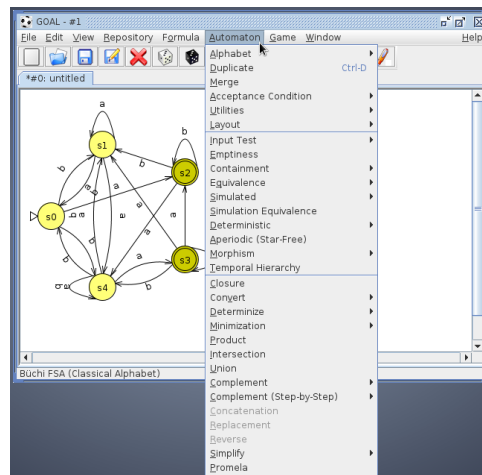 GOAL - #1
File Edit View Repository Formula Automaton Game Window Help
*#0: untitled
Alphabet
Duplicate Ctrl-D
Merge
Acceptance Condition
Utilities
Layout
Input Test
Emptiness
Containment
Equivalence
Simulated
Simulation Equivalence
Deterministic
Aperiodic (Star-Free)
Morphism
Temporal Hierarchy
Closure
Convert
Determinize
Minimization
Product
Intersection
Union
Complement
Complement (Step-by-Step)
Concatenation
Replacement
Reverse
Simplify
Promela
a
s1
b
b
s2
b
a
b
a
s0
a
a
a
a
b
a
s3
s4
b
Büchi FSA (Classical Alphabet)